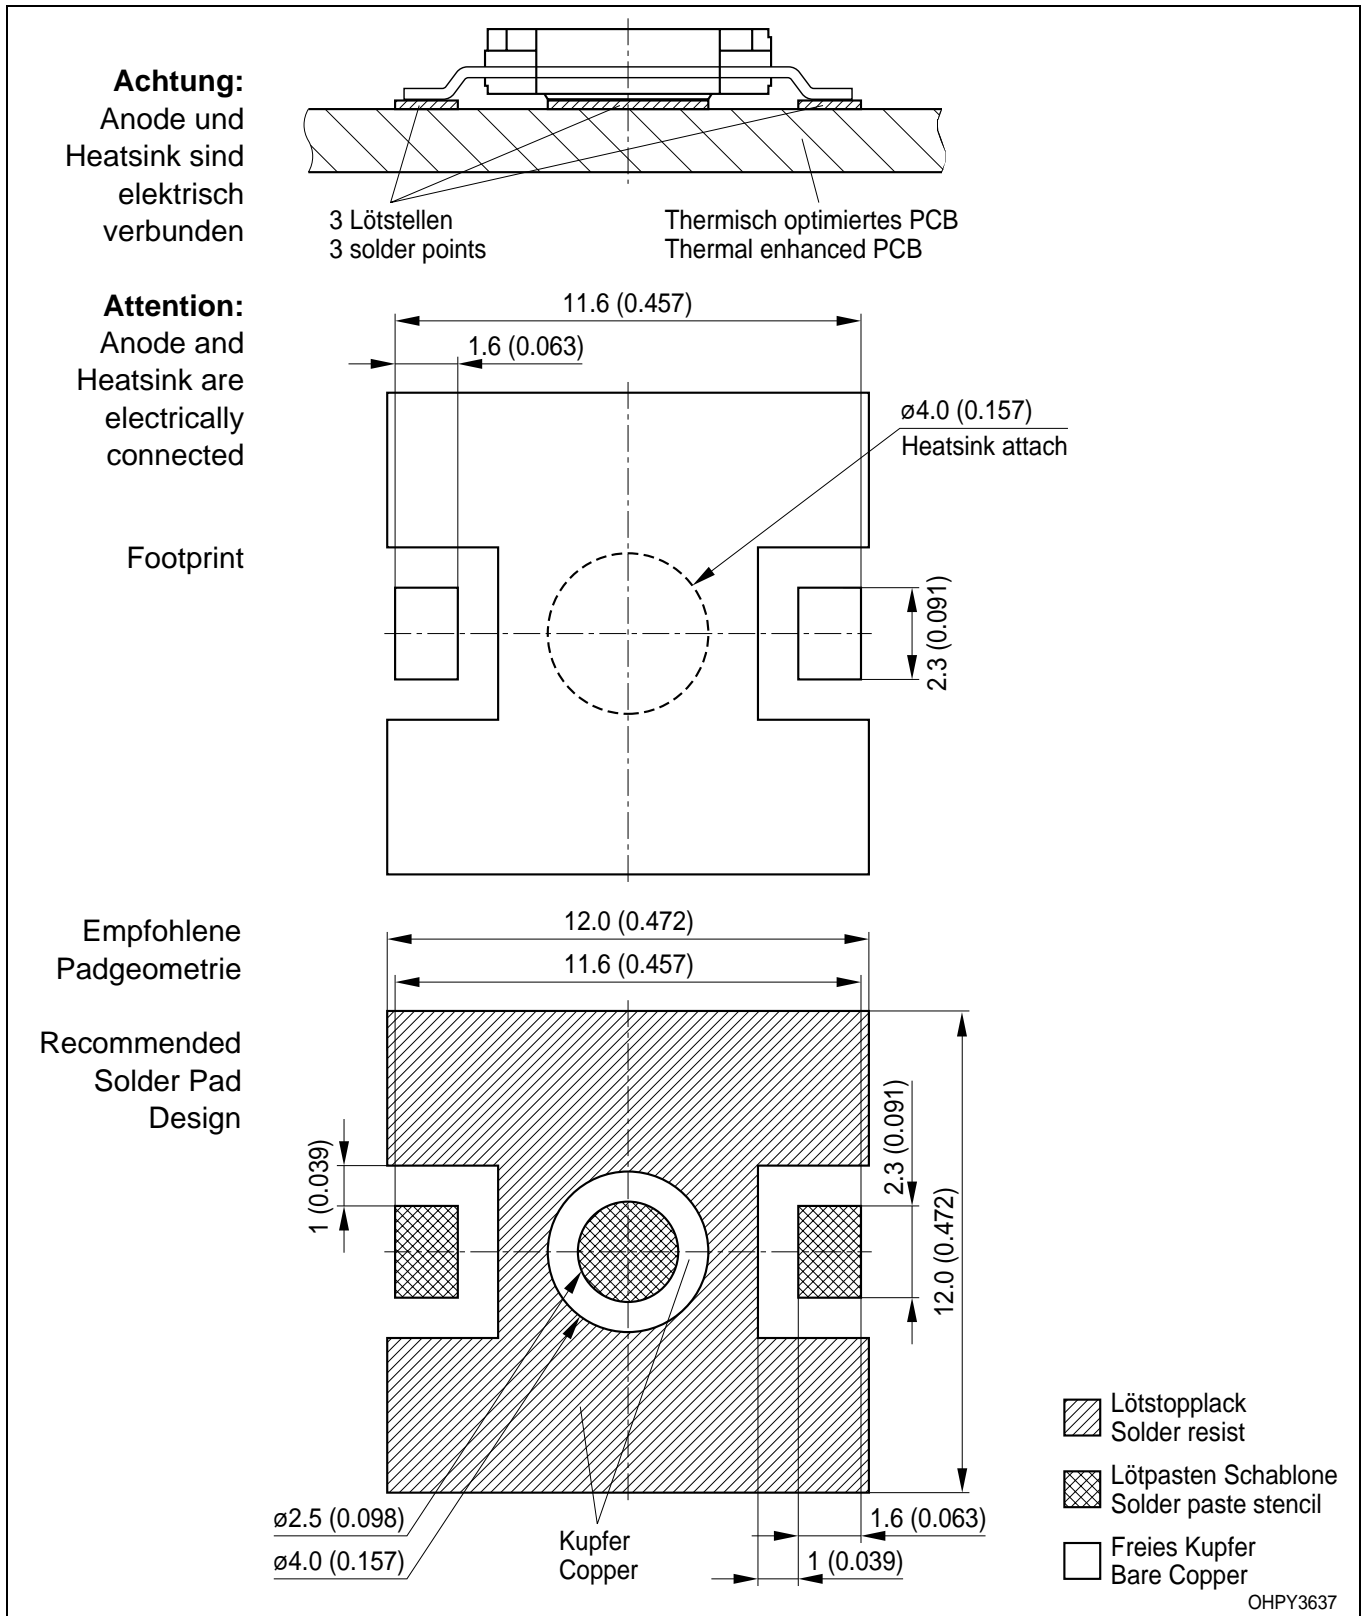 Achtung:
Anode und
Heatsink sind
elektrisch
verbunden
3 Lötstellen
3 solder points
Thermisch optimiertes PCB
Thermal enhanced PCB
Attention:
Anode and
Heatsink are
electrically
connected
11.6 (0.457)
1.6 (0.063)
ø4.0 (0.157)
Heatsink attach
Footprint
2.3 (0.091)
Empfohlene
Padgeometrie
12.0 (0.472)
11.6 (0.457)
Recommended
Solder Pad
Design
1 (0.039)
2.3 (0.091)
12.0 (0.472)
ø2.5 (0.098)
ø4.0 (0.157)
Kupfer
Copper
1.6 (0.063)
1 (0.039)
Lötstopplack
Solder resist
Lötpasten Schablone
Solder paste stencil
Freies Kupfer
Bare Copper
OHPY3637